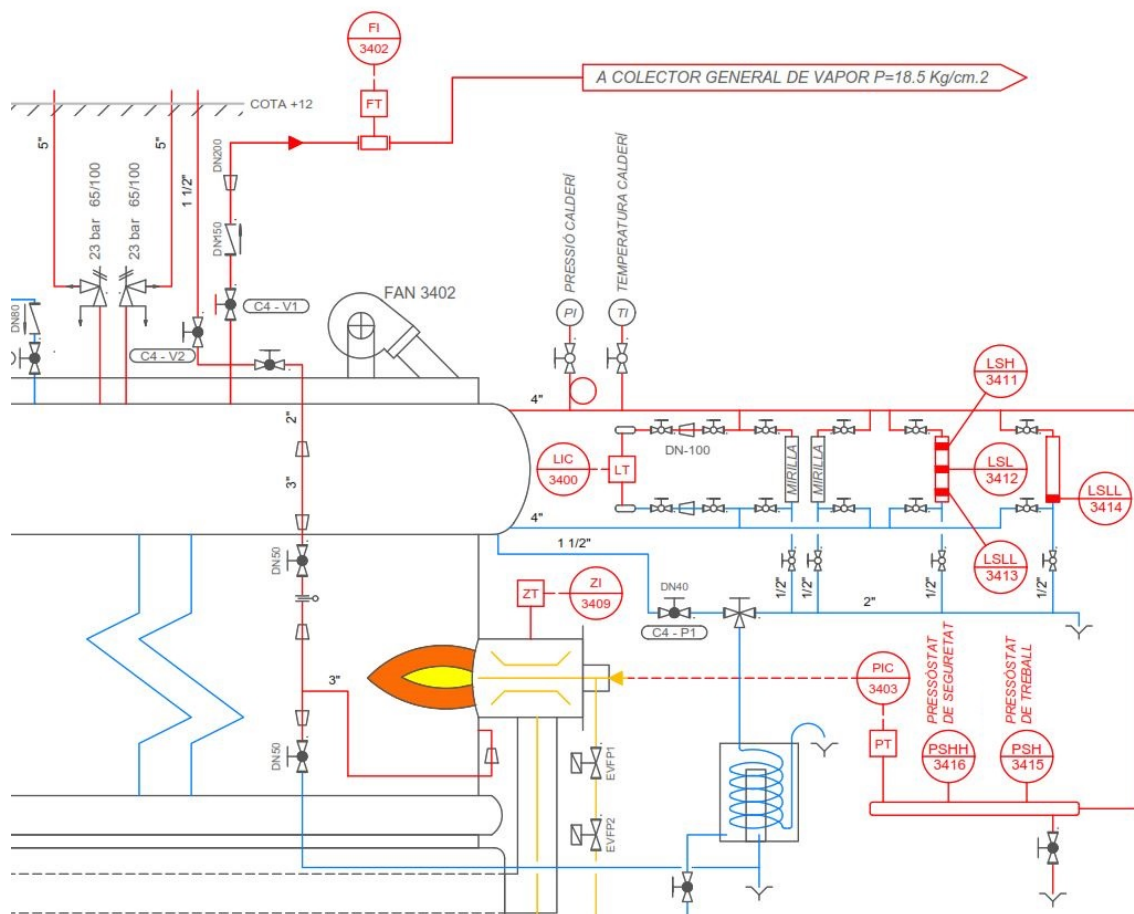 FI
3402
A COLECTOR GENERAL DE VAPOR P=18.5 Kg/cm.2
FT
COTA +12
5"
5"
1 1/2"
DN200
23 bar 65/100
23 bar 65/100
DN150
PRESSIÓ CALDERÍ
TEMPERATURA CALDERÍ
FAN 3402
C4 - V1
DN80
C4 - V2
PI
TI
4"
LSH
3411
2"
DN-100
LIC
3400
LT
MIRILLA
MIRILLA
LSL
3412
3"
LSLL
3414
4"
1 1/2"
LSLL
3413
DN50
ZT
ZI
3409
DN40
1/2"
1/2"
1/2"
1/2"
2"
C4 - P1
3"
PIC
3403
PRESSÒSTAT
DE SEGURETAT
PRESSÒSTAT
DE TREBALL
PT
PSHH
3416
PSH
3415
DN50
EVFP1
EVFP2